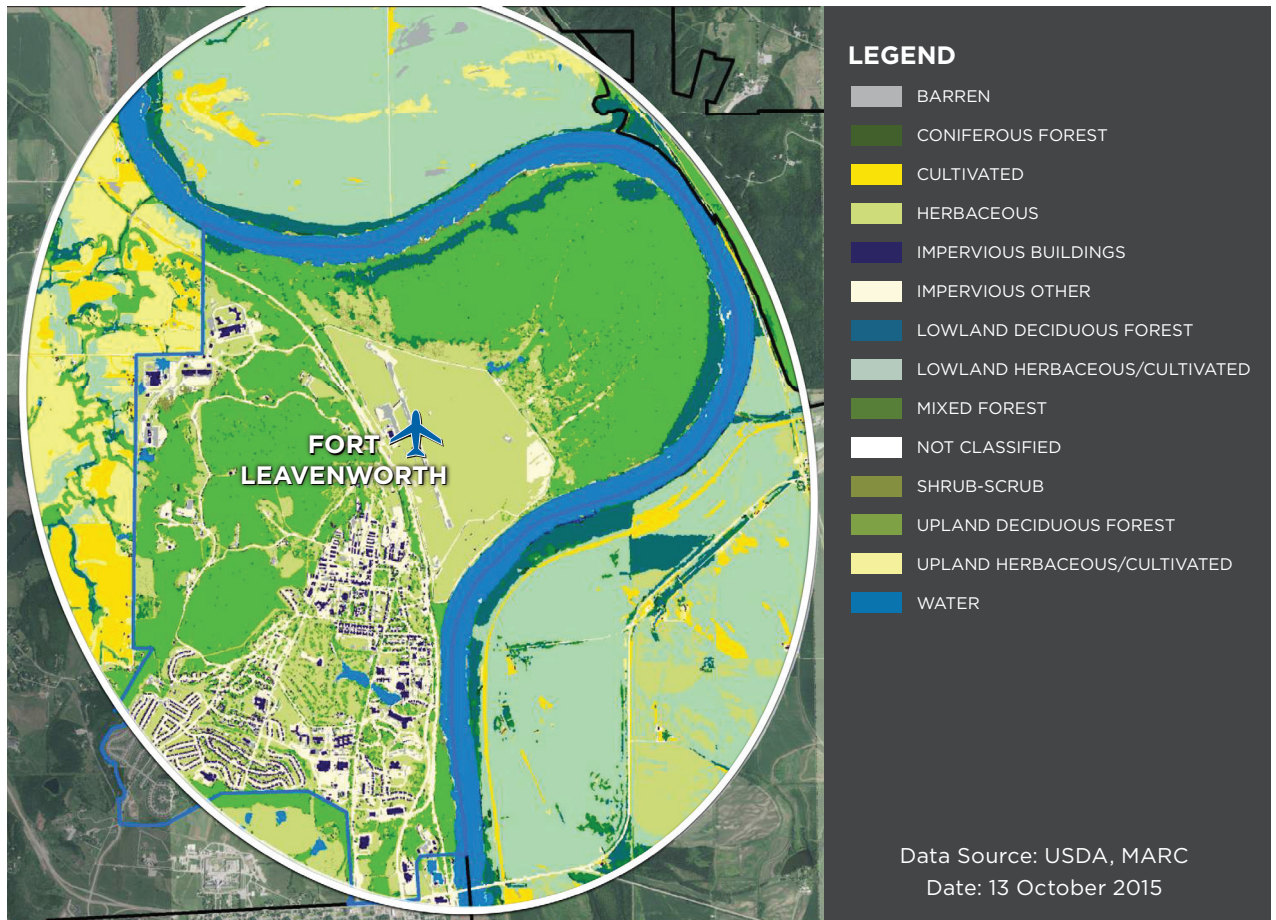 FORT
LEAVENWORTH
LEGEND
BARREN
CONIFEROUS FOREST
CULTIVATED
HERBACEOUS
IMPERVIOUS BUILDINGS
IMPERVIOUS OTHER
LOWLAND DECIDUOUS FOREST
LOWLAND HERBACEOUS/CULTIVATED
MIXED FOREST
NOT CLASSIFIED
SHRUB-SCRUB
UPLAND DECIDUOUS FOREST
UPLAND HERBACEOUS/CULTIVATED
WATER
Data Source: USDA, MARC
Date: 13 October 2015